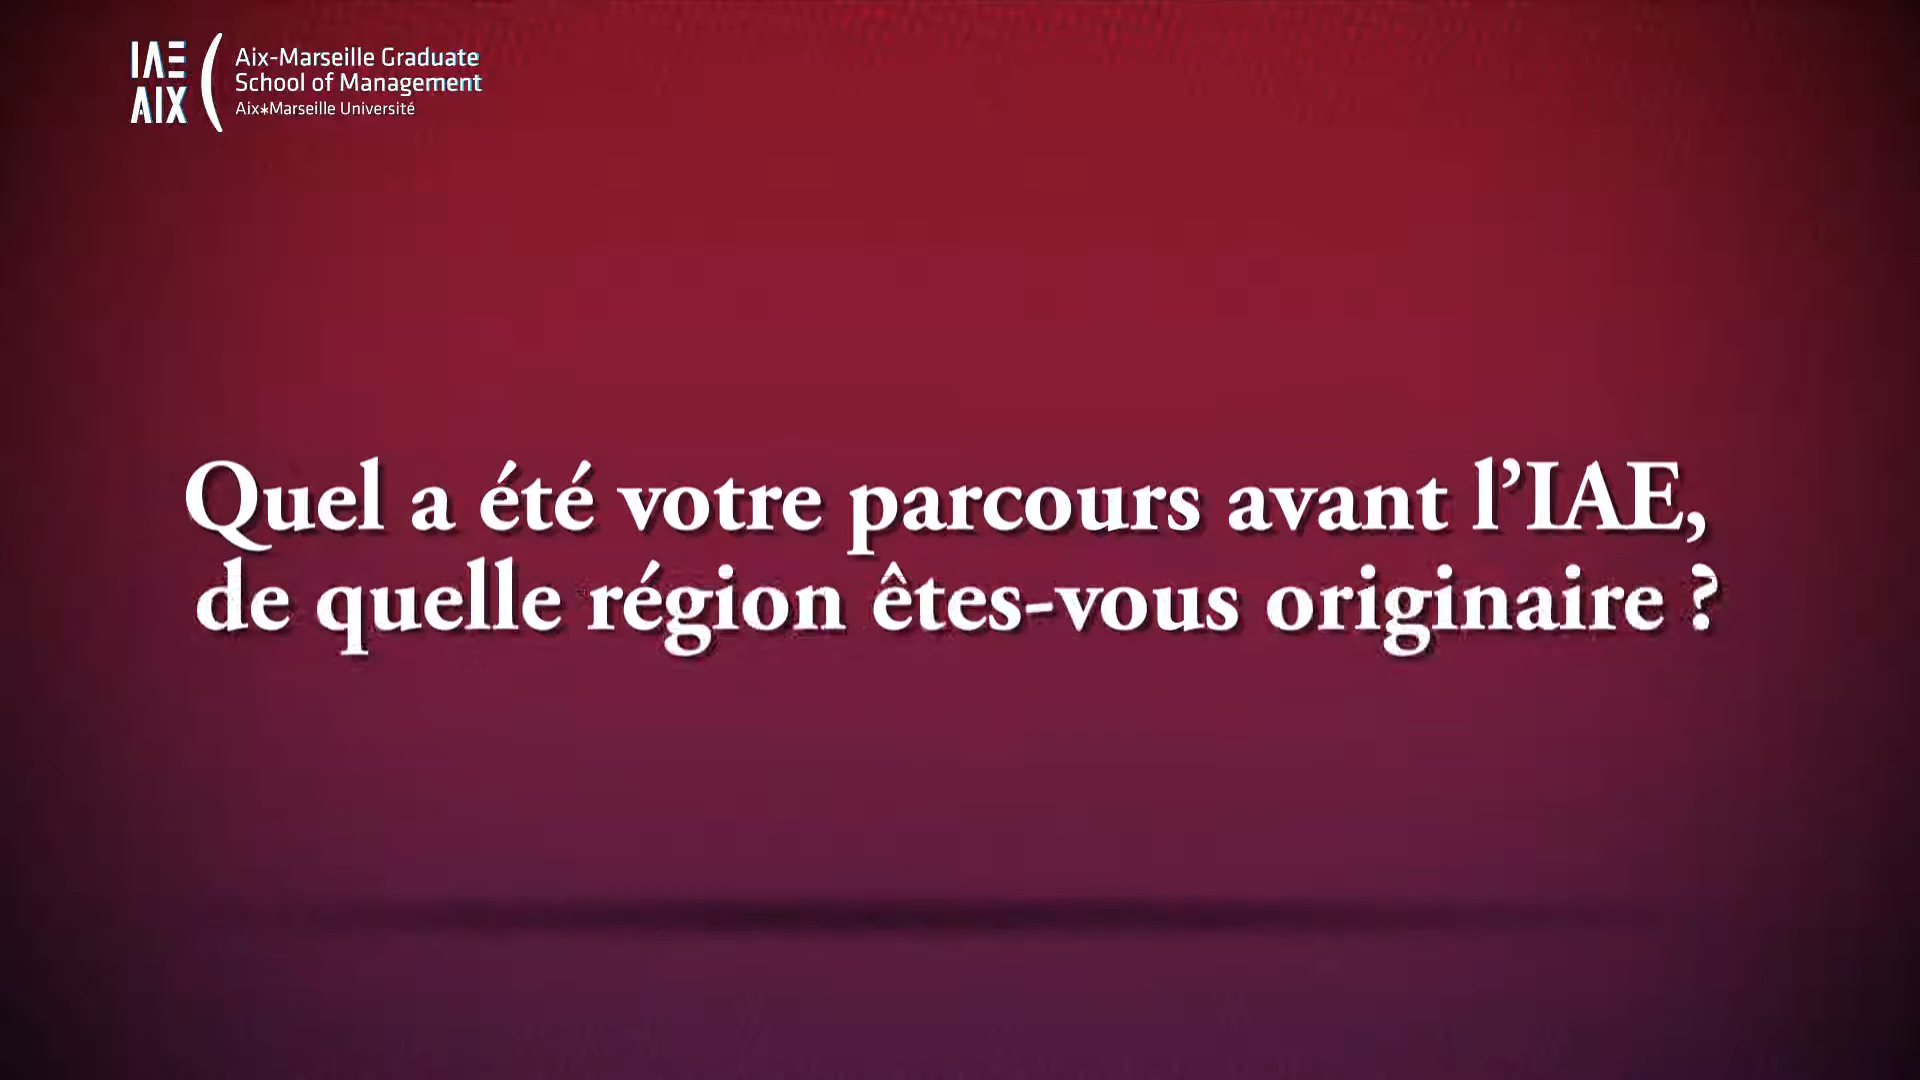 IAE
AIX
Aix-Marseille Graduate
School of Management
Aix*Marseille Université
Quel a été votre parcours avant l’IAE,
de quelle région êtes-vous originaire ?